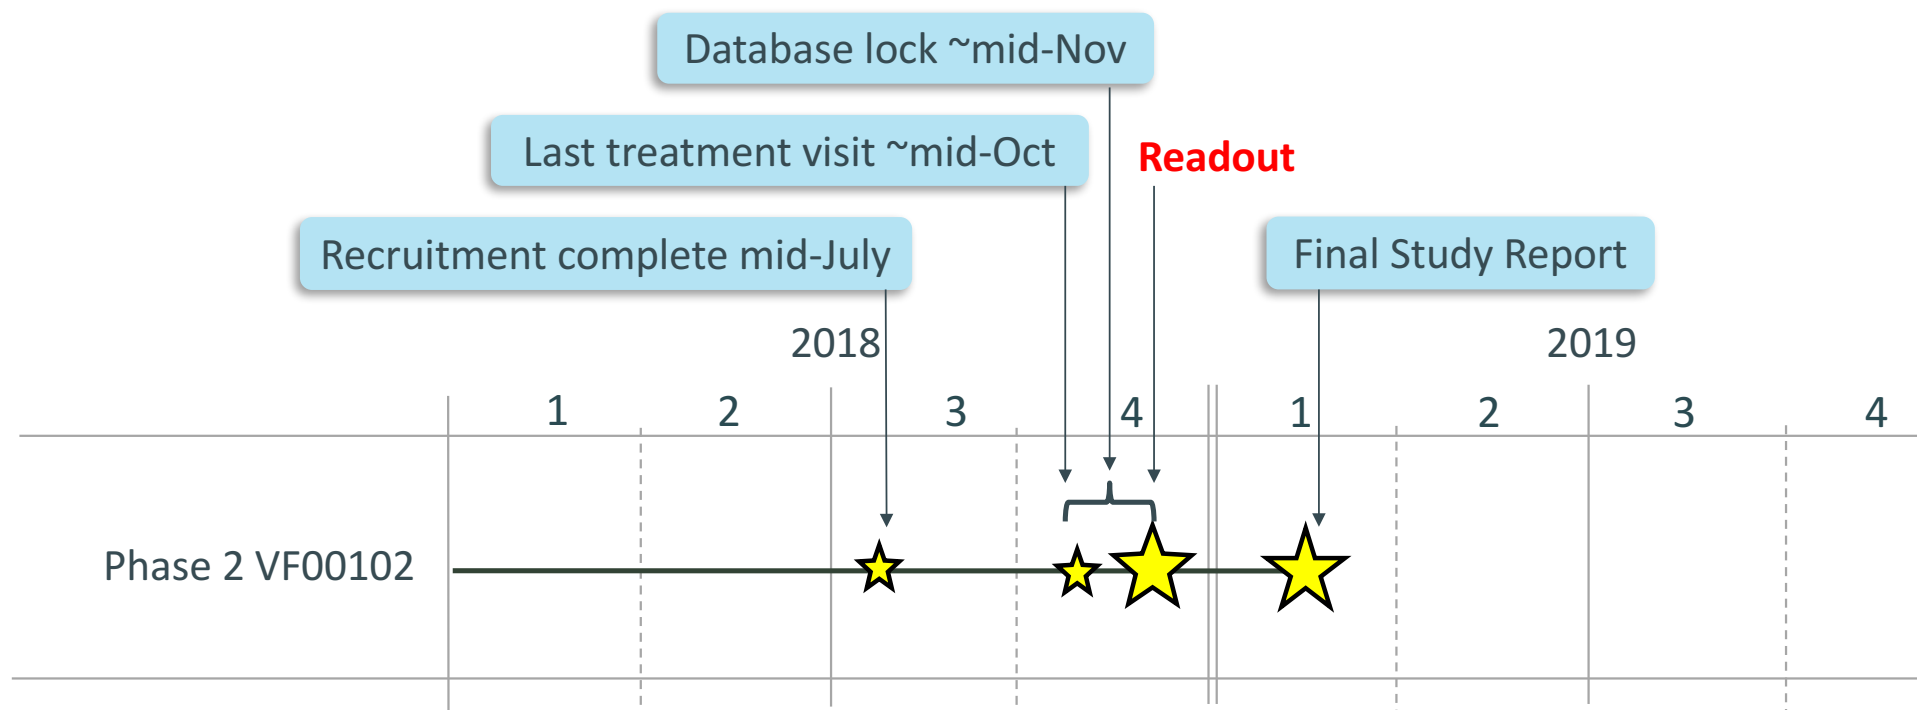 Database lock ~mid-Nov
Last treatment visit ~mid-Oct
Readout
Recruitment complete mid-July
Final Study Report
2018
2019
1 2 3 4 1 2 3 4
Phase 2 VF00102